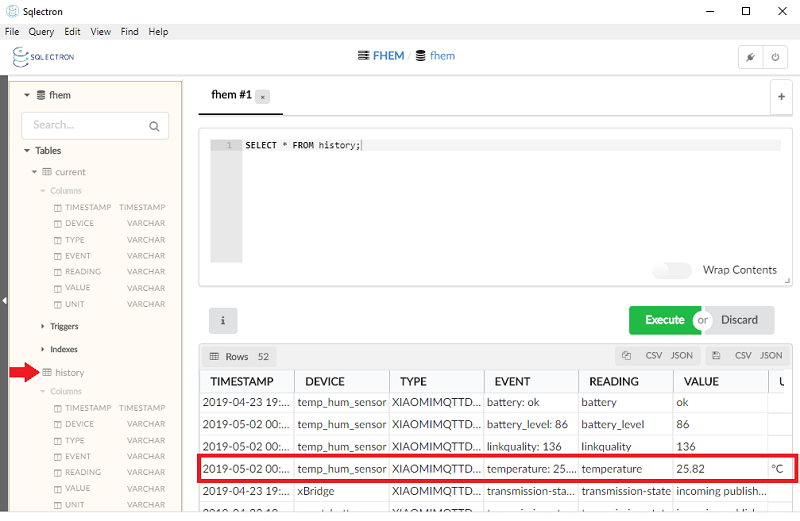 Sqlectron
File Query Edit View Find Help
SQLECTRON
FHEM / fhem
fhem
Search...
Tables
current
Columns
TIMESTAMP TIMESTAMP
DEVICE VARCHAR
TYPE VARCHAR
EVENT VARCHAR
READING VARCHAR
VALUE VARCHAR
UNIT VARCHAR
Triggers
Indexes
history
Columns
TIMESTAMP TIMESTAMP
DEVICE VARCHAR
TYPE VARCHAR
EVENT VARCHAR
READING VARCHAR
VALUE VARCHAR
UNIT VARCHAR
fhem #1
+
1 SELECT * FROM history;
Wrap Contents
i
Execute or Discard
Rows 52
CSV JSON CSV JSON
TIMESTAMP DEVICE TYPE EVENT READING VALUE U
2019-04-23 19:... temp_hum_sensor XIAOMIMQTTD... battery: ok battery ok
2019-05-02 00:... temp_hum_sensor XIAOMIMQTTD... battery_level: 86 battery_level 86
2019-05-02 00:... temp_hum_sensor XIAOMIMQTTD... linkquality: 136 linkquality 136
2019-05-02 00:... temp_hum_sensor XIAOMIMQTTD... temperature: 25.... temperature 25.82 °C
2019-04-23 19:... xBridge XIAOMIMQTTD... transmission-sta... transmission-state incoming publish...